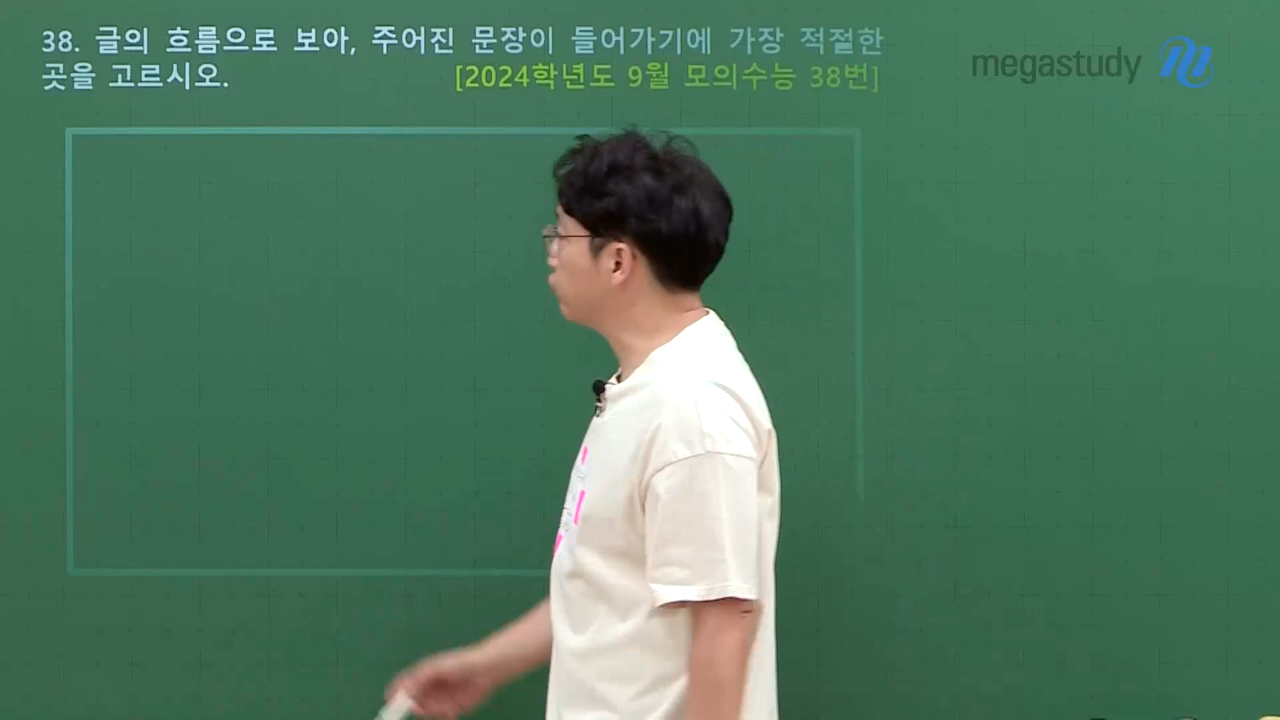 38. 글의 흐름으로 보아, 주어진 문장이 들어가기에 가장 적절한
곳을 고르시오. [2024학년도 9월 모의수능 38번]
megastudy